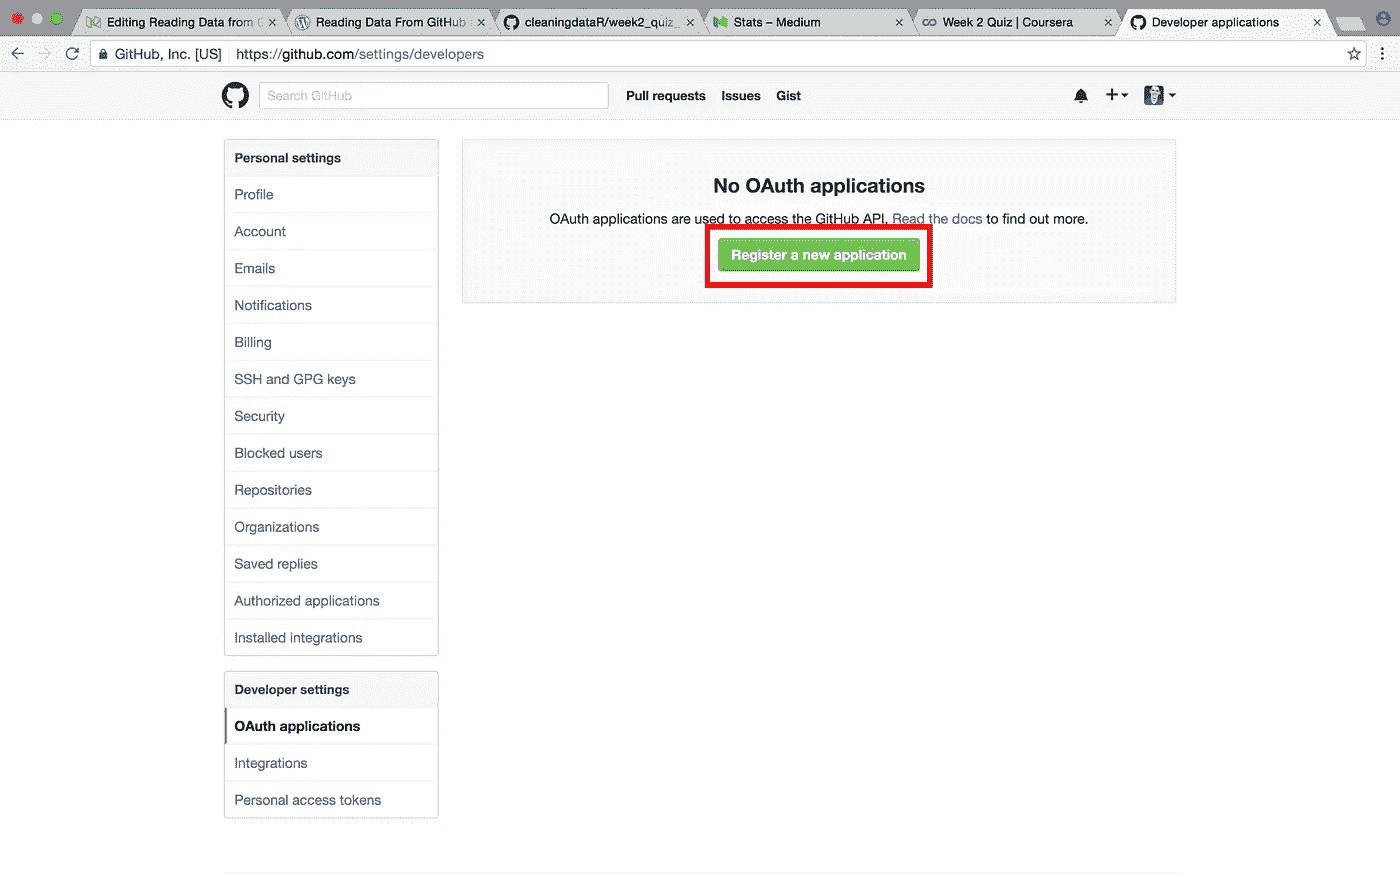 Editing Reading Data from G
Reading Data From GitHub
cleaningdataR/week2_quiz_
Stats – Medium
Week 2 Quiz | Coursera
Developer applications
GitHub, Inc. [US]
https://github.com/settings/developers
Search GitHub
Pull requests
Issues
Gist
Personal settings
Profile
Account
Emails
Notifications
Billing
SSH and GPG keys
Security
Blocked users
Repositories
Organizations
Saved replies
Authorized applications
Installed integrations
Developer settings
OAuth applications
Integrations
Personal access tokens
No OAuth applications
OAuth applications are used to access the GitHub API. Read the docs to find out more.
Register a new application